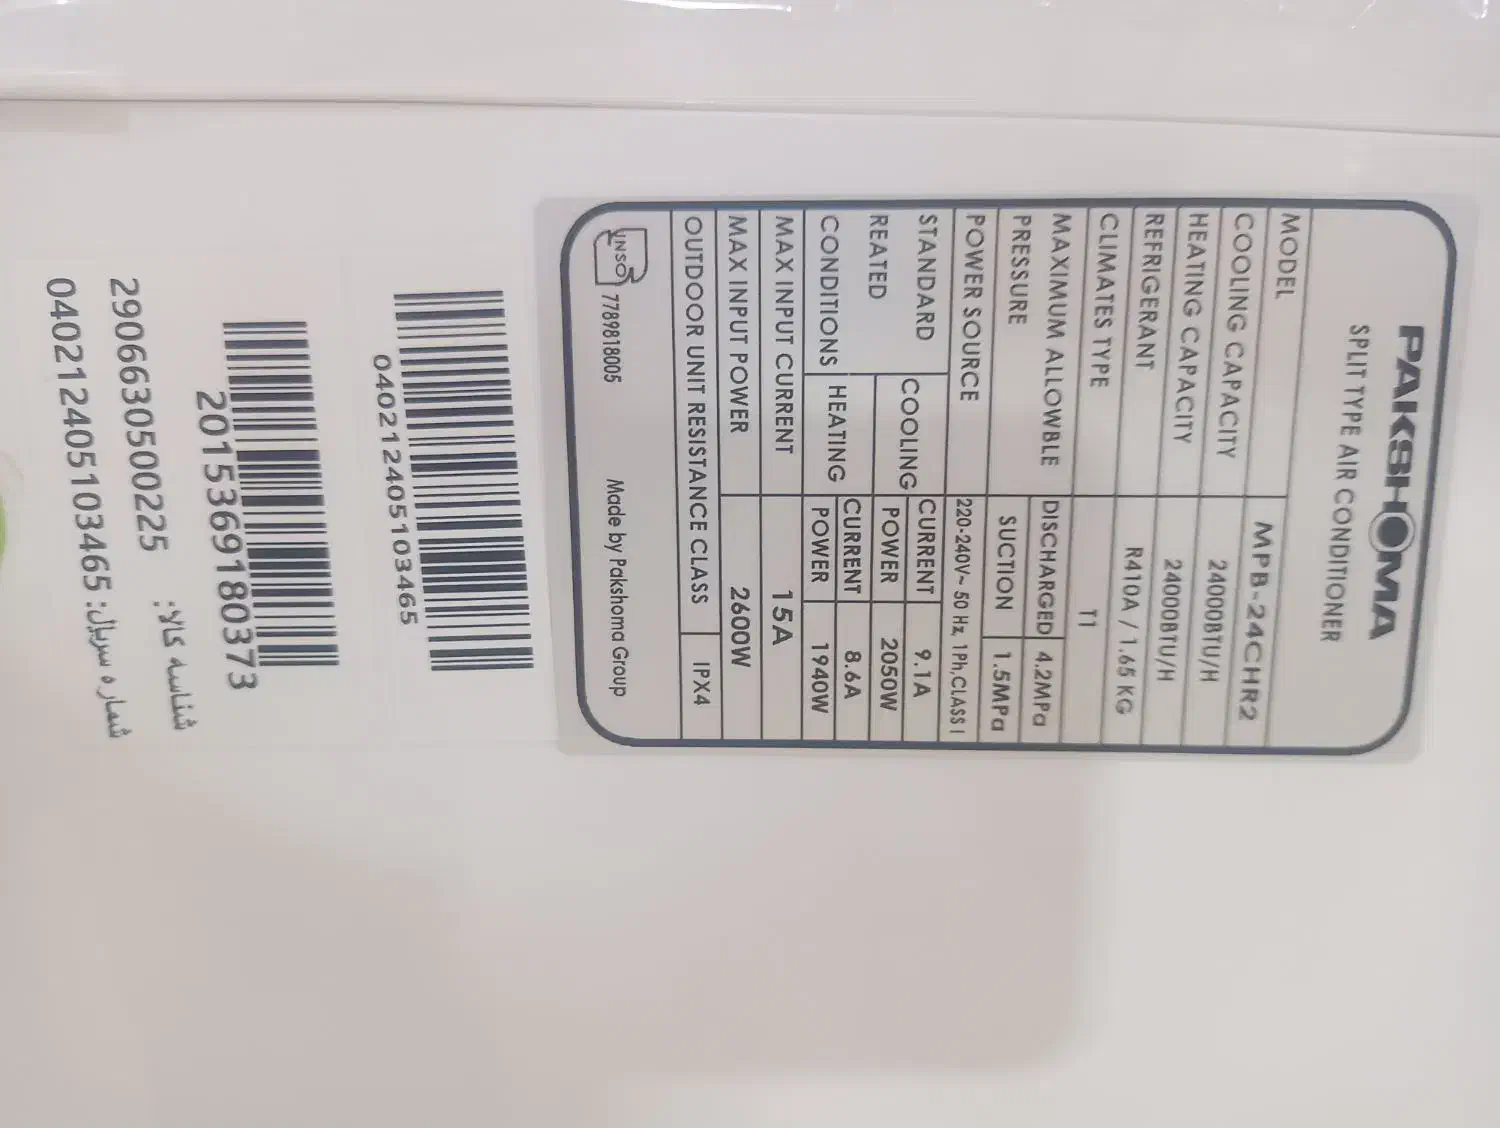 PAKSHOMA
SPLIT TYPE AIR CONDITIONER
MODEL MPB-24CHR2
COOLING CAPACITY 24000BTU/H
HEATING CAPACITY 24000BTU/H
REFRIGERANT R410A / 1.65 KG
CLIMATES TYPE T1
MAXIMUM ALLOWBLE DISCHARGED 4.2MPa
PRESSURE SUCTION 1.5MPa
POWER SOURCE 220-240V~ 50 Hz, 1Ph,CLASS I
STANDARD COOLING CURRENT 9.1A
REATED POWER 2050W
CONDITIONS HEATING CURRENT 8.6A
POWER 1940W
MAX INPUT CURRENT 15A
MAX INPUT POWER 2600W
OUTDOOR UNIT RESISTANCE CLASS IPX4
INSO 7789818005 Made by Pakshoma Group
040212405103465
2015369180373
شناسه کالا: 2906630500225
شماره سریال: 040212405103465